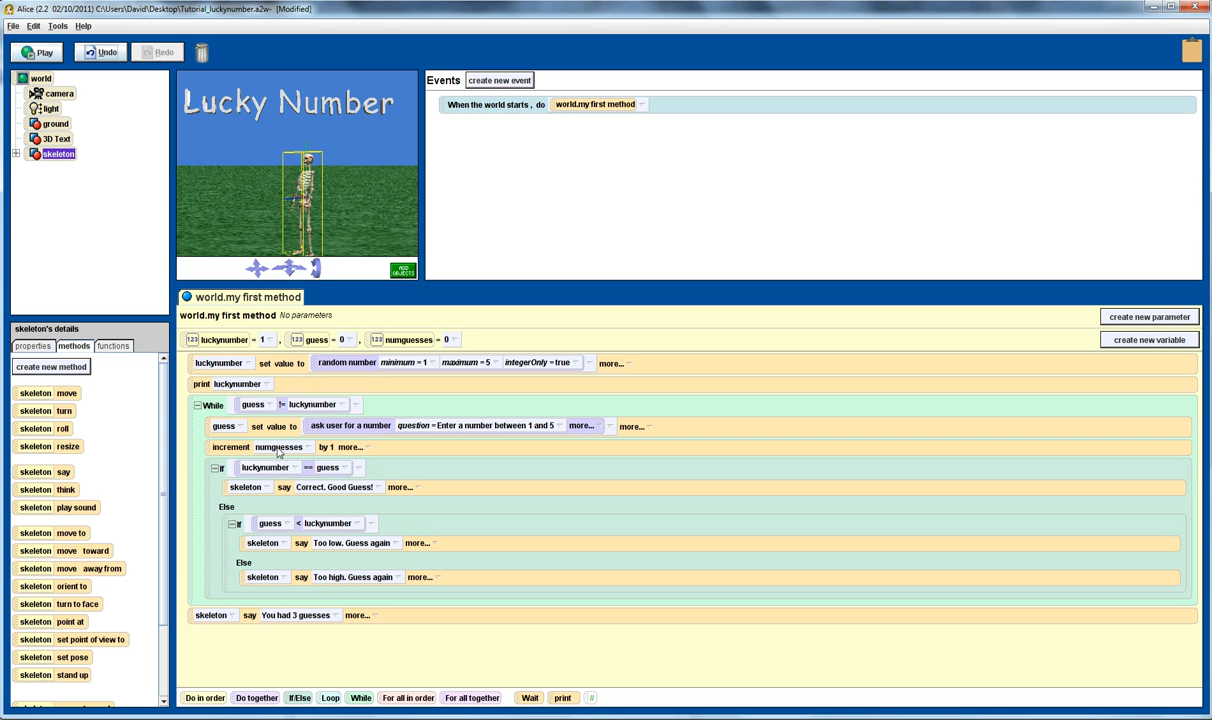 Alice (2.2 02/10/2011) C:\Users\David\Desktop\Tutorial_luckynumber.a2w- [Modified]
File Edit Tools Help
Play Undo Redo
world
camera
light
ground
3D Text
skeleton
Lucky Number
ADD OBJECTS
Events create new event
When the world starts , do world.my first method
skeleton's details
properties methods functions
create new method
skeleton move
skeleton turn
skeleton roll
skeleton resize
skeleton say
skeleton think
skeleton play sound
skeleton move to
skeleton move toward
skeleton move away from
skeleton orient to
skeleton turn to face
skeleton point at
skeleton set point of view to
skeleton set pose
skeleton stand up
world.my first method
world.my first method No parameters
create new parameter
123 luckynumber = 1 , 123 guess = 0 , 123 numguesses = 0
create new variable
luckynumber set value to random number minimum = 1 maximum = 5 integerOnly = true more...
print luckynumber
While guess != luckynumber
guess set value to ask user for a number question = Enter a number between 1 and 5 more... more...
increment numguesses by 1 more...
If luckynumber == guess
skeleton say Correct. Good Guess! more...
Else
If guess < luckynumber
skeleton say Too low. Guess again more...
Else
skeleton say Too high. Guess again more...
skeleton say You had 3 guesses more...
Do in order Do together If/Else Loop While For all in order For all together Wait print //